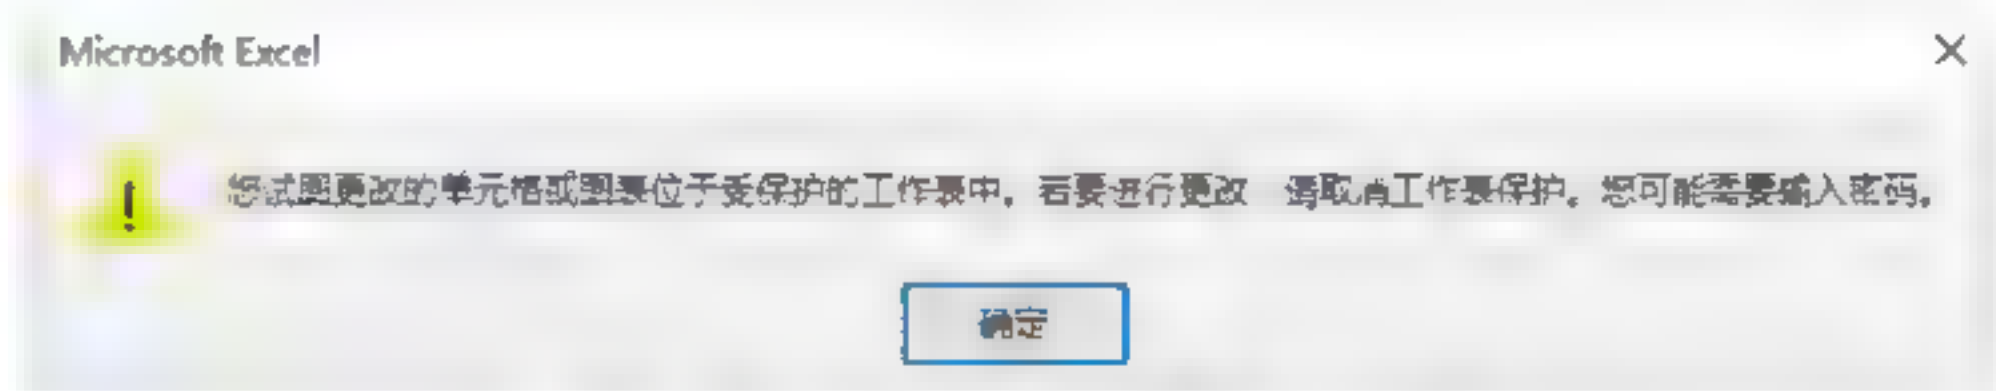 Microsoft Excel
您试图更改的单元格或图表位于受保护的工作表中。若要进行更改，请取消工作表保护。您可能需要输入密码。
确定